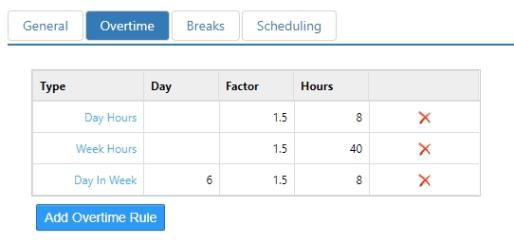 General Overtime Breaks Scheduling
Type Day Factor Hours
Day Hours 1.5 8
Week Hours 1.5 40
Day In Week 6 1.5 8
Add Overtime Rule